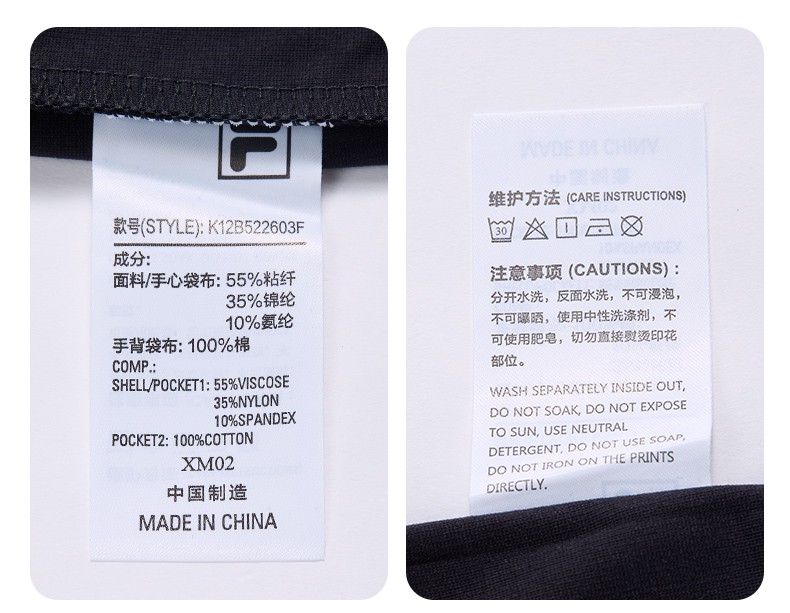 款号(STYLE): K12B522603F
成分:
面料/手心袋布: 55%粘纤
35%锦纶
10%氨纶
手背袋布: 100%棉
COMP.:
SHELL/POCKET1: 55%VISCOSE
35%NYLON
10%SPANDEX
POCKET2: 100%COTTON
XM02
中国制造
MADE IN CHINA
维护方法 (CARE INSTRUCTIONS)
30
注意事项 (CAUTIONS) :
分开水洗，反面水洗，不可浸泡，
不可曝晒，使用中性洗涤剂，不
可使用肥皂，切勿直接熨烫印花
部位。
WASH SEPARATELY INSIDE OUT,
DO NOT SOAK, DO NOT EXPOSE
TO SUN, USE NEUTRAL
DETERGENT, DO NOT USE SOAP,
DO NOT IRON ON THE PRINTS
DIRECTLY.